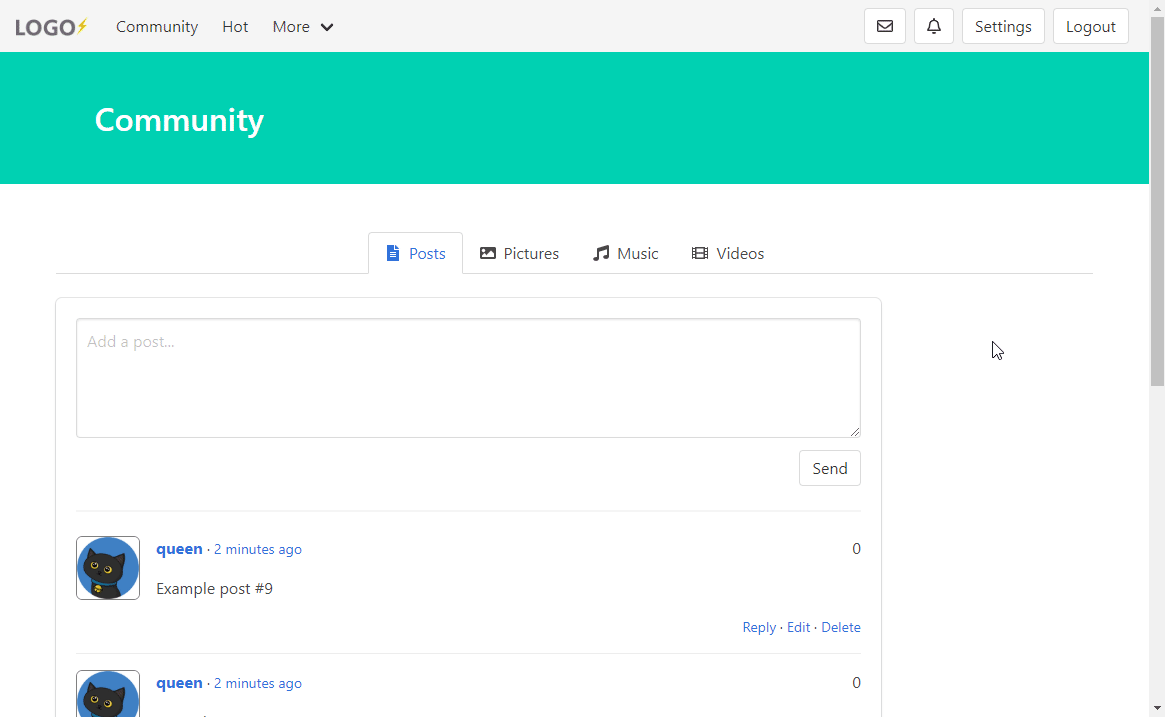 LOGO⚡ Community Hot More Settings Logout
Community
Posts Pictures Music Videos
Add a post...
Send
queen · 2 minutes ago 0
Example post #9
Reply · Edit · Delete
queen · 2 minutes ago 0